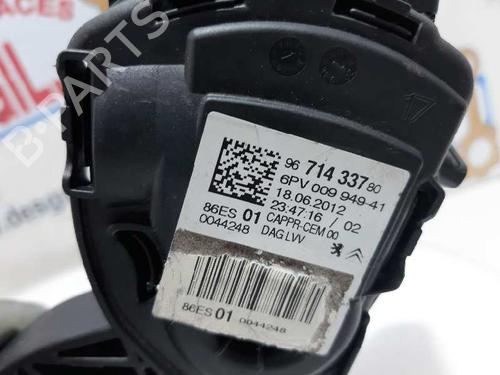 B-PARTS
17
96 714 337 80
6PV 009 949-41
18.06.2012
23:47:16 / 02
86ES 01 CAPPR-CEM 00
0044248 DAG LVV
86ES 01 0044248